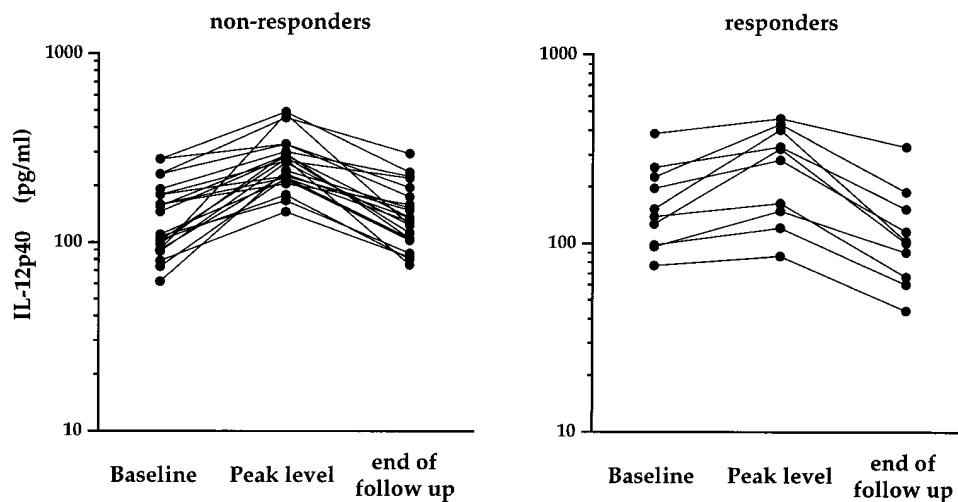 non-responders
responders
1000
100
10
IL-12p40 (pg/ml)
Baseline
Peak level
end of
follow up
1000
100
10
Baseline
Peak level
end of
follow up